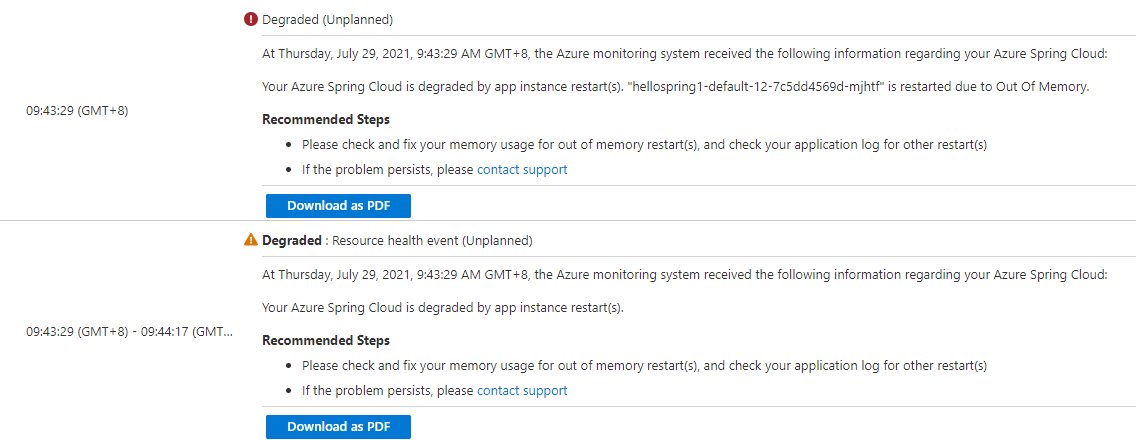 Degraded (Unplanned)
At Thursday, July 29, 2021, 9:43:29 AM GMT+8, the Azure monitoring system received the following information regarding your Azure Spring Cloud:
Your Azure Spring Cloud is degraded by app instance restart(s). "hellospring1-default-12-7c5dd4569d-mjhtf" is restarted due to Out Of Memory.
09:43:29 (GMT+8)
Recommended Steps
• Please check and fix your memory usage for out of memory restart(s), and check your application log for other restart(s)
• If the problem persists, please contact support
Download as PDF
Degraded : Resource health event (Unplanned)
At Thursday, July 29, 2021, 9:43:29 AM GMT+8, the Azure monitoring system received the following information regarding your Azure Spring Cloud:
Your Azure Spring Cloud is degraded by app instance restart(s).
09:43:29 (GMT+8) - 09:44:17 (GMT...
Recommended Steps
• Please check and fix your memory usage for out of memory restart(s), and check your application log for other restart(s)
• If the problem persists, please contact support
Download as PDF